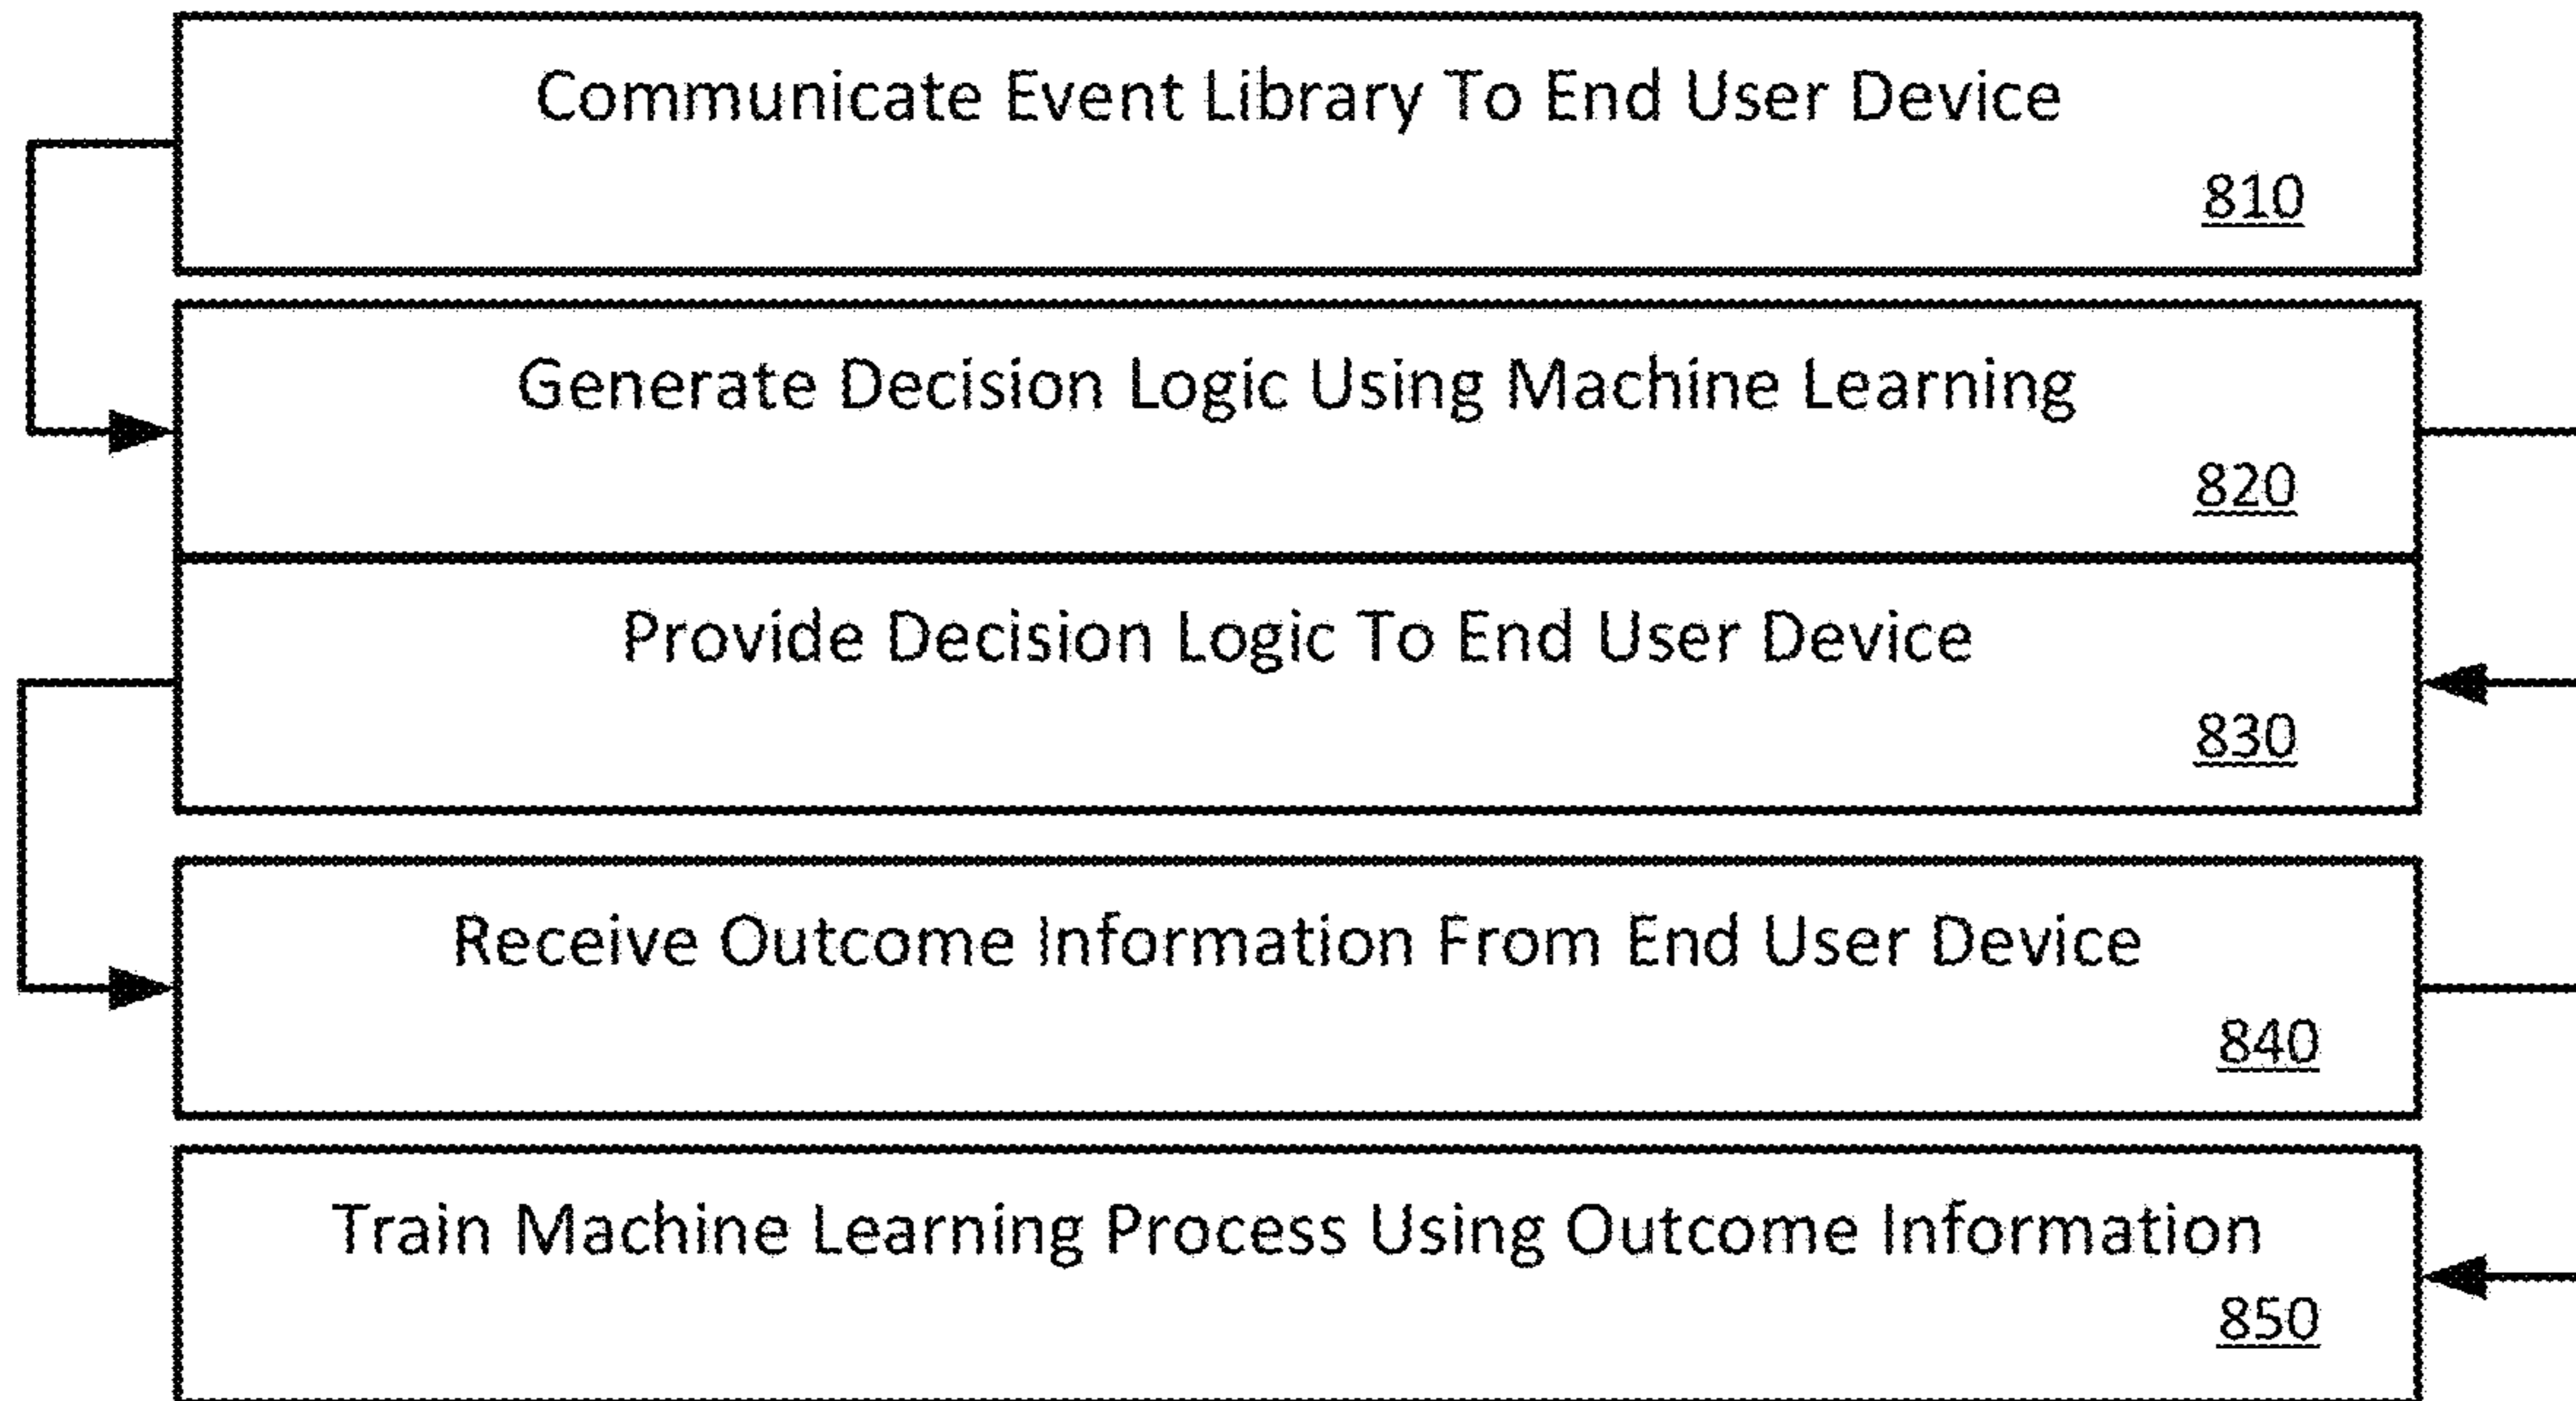 Communicate Event Library To End User Device
810
Generate Decision Logic Using Machine Learning
820
Provide Decision Logic To End User Device
830
Receive Outcome Information From End User Device
840
Train Machine Learning Process Using Outcome Information
850